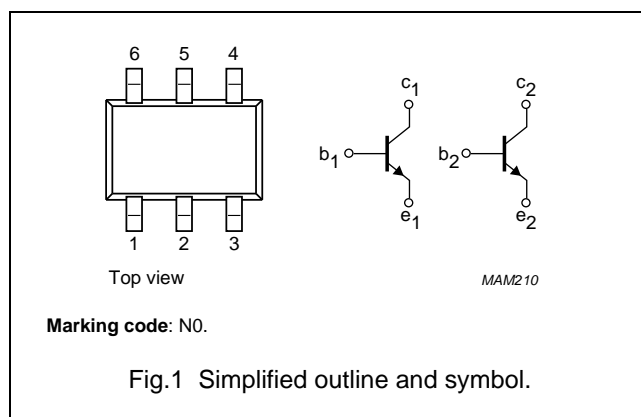 6 5 4
c1 c2
b1 b2
e1 e2
1 2 3
Top view
MAM210
Marking code: N0.
Fig.1 Simplified outline and symbol.